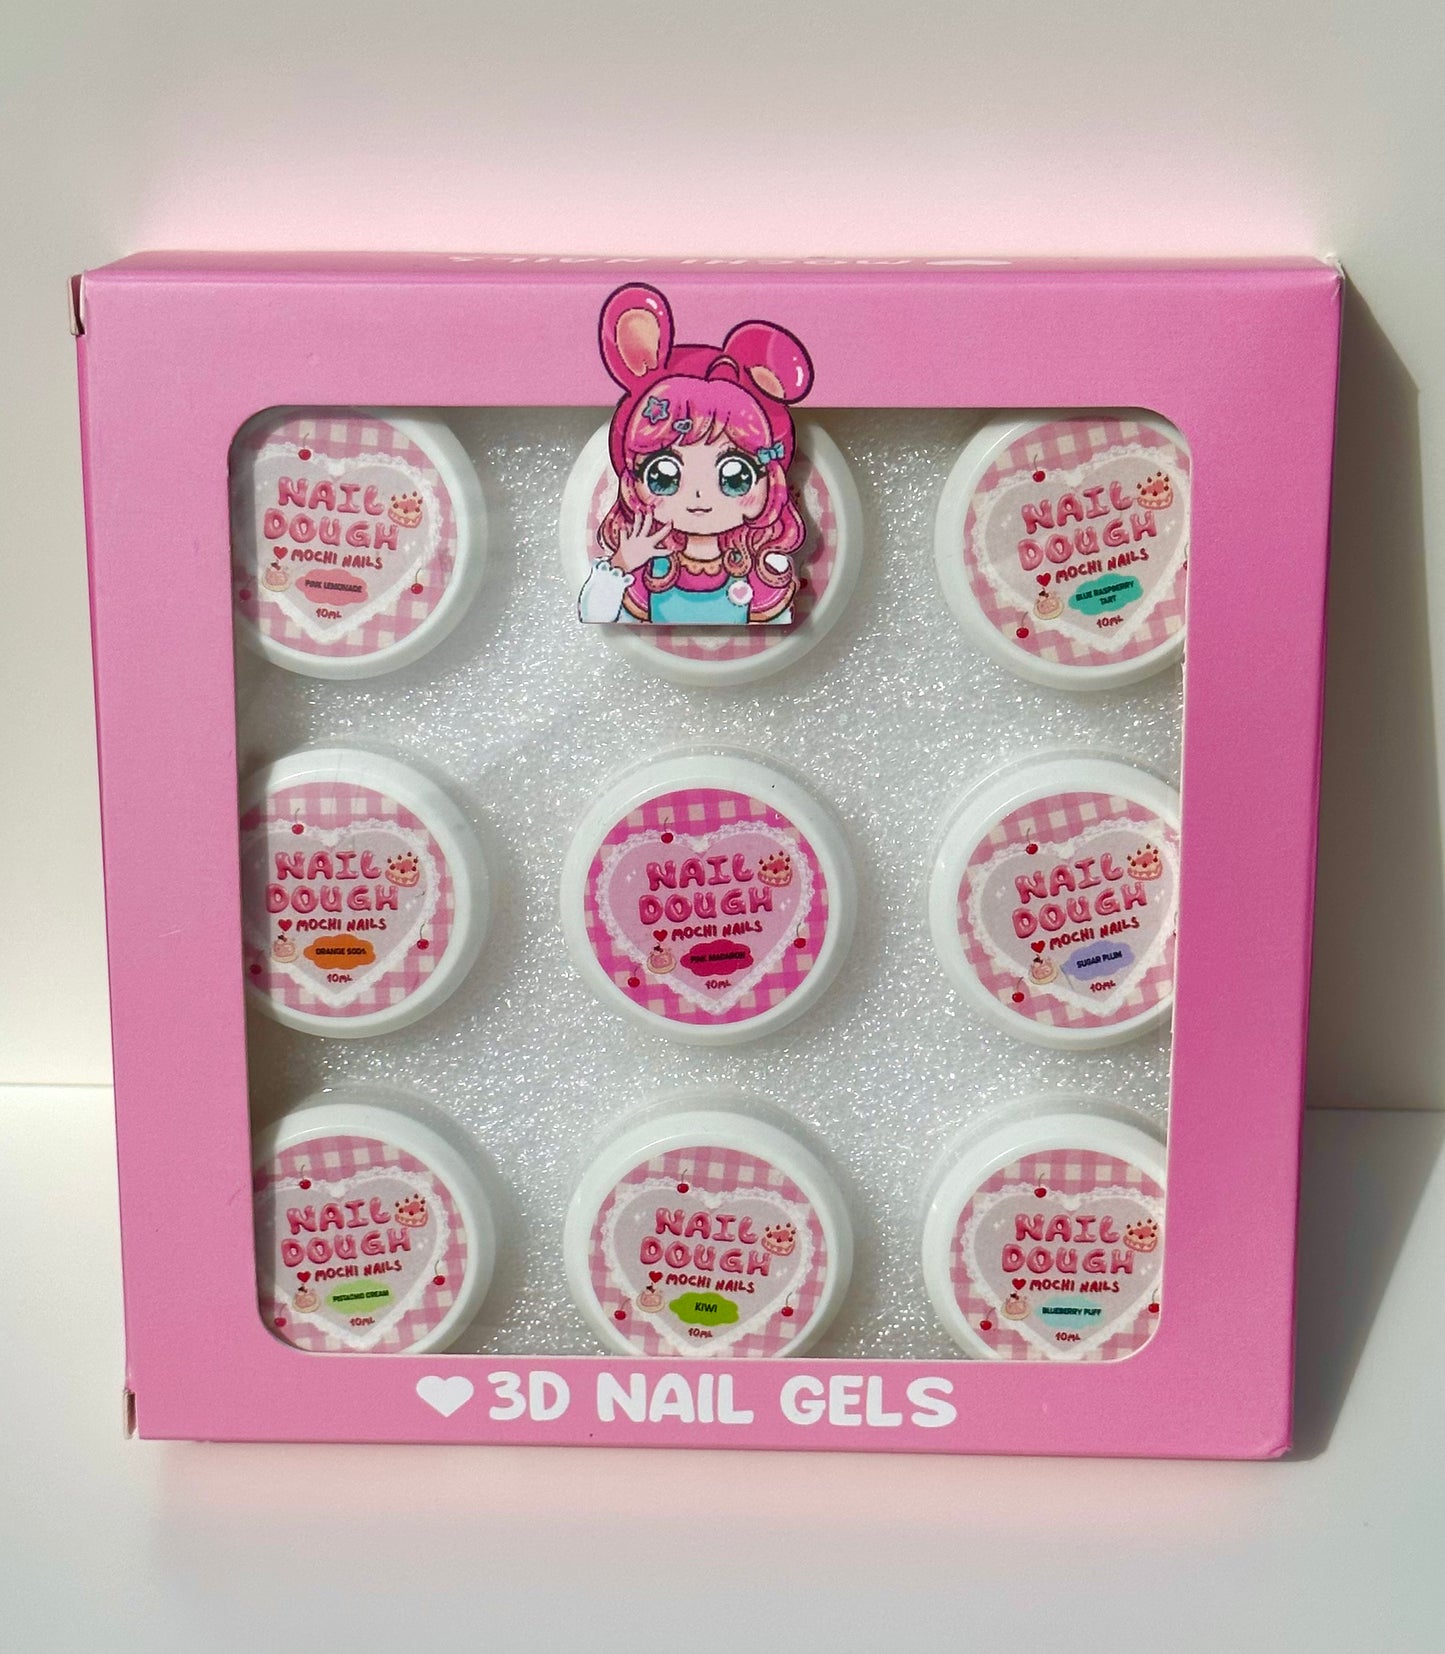 MOCHI NAILS
NAIL
DOUGH
MOCHI NAILS
PINK LEMONADE
10ML
NAIL
DOUGH
MOCHI NAILS
BLUE RASPBERRY
TART
10ML
NAIL
DOUGH
MOCHI NAILS
ORANGE SODA
10ML
NAIL
DOUGH
MOCHI NAILS
PINK MACARON
10ML
NAIL
DOUGH
MOCHI NAILS
SUGAR PLUM
10ML
NAIL
DOUGH
MOCHI NAILS
PISTACHIO CREAM
10ML
NAIL
DOUGH
MOCHI NAILS
KIWI
10ML
NAIL
DOUGH
MOCHI NAILS
BLUEBERRY PUFF
10ML
3D NAIL GELS